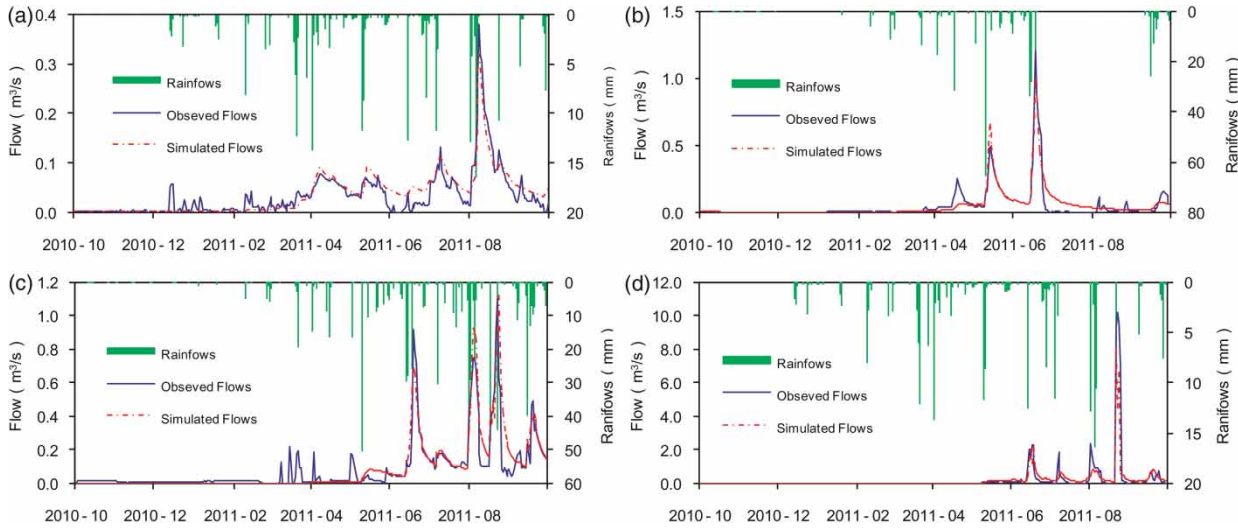 (a)
0.4
0.3
0.2
0.1
0.0
Flow ( m³/s )
0
5
10
15
20
Ranifows ( mm )
Rainfows
Obseved Flows
Simulated Flows
2010- 10 2010 - 12 2011 - 02 2011 - 04 2011 - 06 2011 - 08
(b)
1.5
1.0
0.5
0.0
Flow ( m³/s )
0
20
40
60
80
Ranifows ( mm )
Rainfows
Obseved Flows
Simulated Flows
2010- 10 2010 - 12 2011 - 02 2011 - 04 2011 - 06 2011 - 08
(c)
1.2
1.0
0.8
0.6
0.4
0.2
0.0
Flow ( m³/s )
0
10
20
30
40
50
60
Ranifows ( mm )
Rainfows
Obseved Flows
Simulated Flows
2010- 10 2010 - 12 2011 - 02 2011 - 04 2011 - 06 2011 - 08
(d)
12.0
10.0
8.0
6.0
4.0
2.0
0.0
Flow ( m³/s )
0
5
10
15
20
Ranifows ( mm )
Rainfows
Obseved Flows
Simulated Flows
2010- 10 2010 - 12 2011 - 02 2011 - 04 2011 - 06 2011 - 08